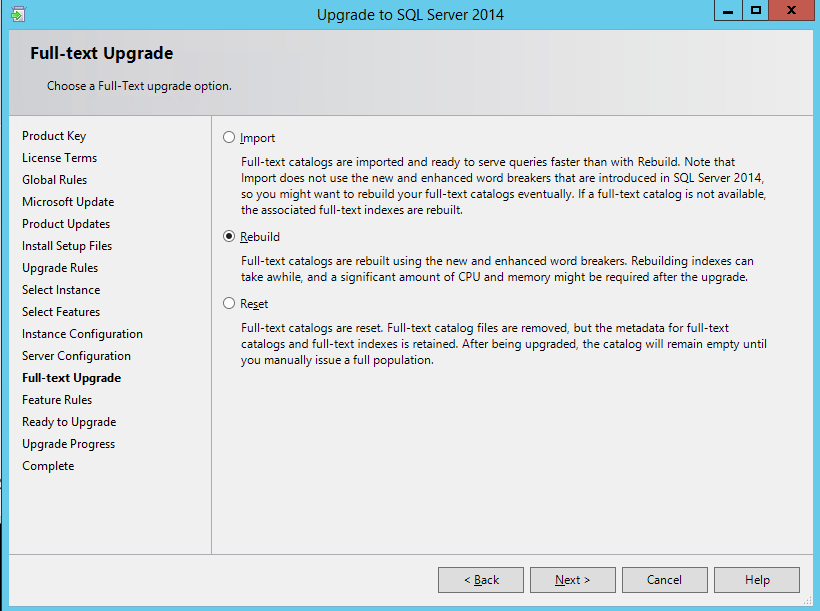 Upgrade to SQL Server 2014
Full-text Upgrade
Choose a Full-Text upgrade option.
Product Key
License Terms
Global Rules
Microsoft Update
Product Updates
Install Setup Files
Upgrade Rules
Select Instance
Select Features
Instance Configuration
Server Configuration
Full-text Upgrade
Feature Rules
Ready to Upgrade
Upgrade Progress
Complete
Import
Full-text catalogs are imported and ready to serve queries faster than with Rebuild. Note that
Import does not use the new and enhanced word breakers that are introduced in SQL Server 2014,
so you might want to rebuild your full-text catalogs eventually. If a full-text catalog is not available,
the associated full-text indexes are rebuilt.
Rebuild
Full-text catalogs are rebuilt using the new and enhanced word breakers. Rebuilding indexes can
take awhile, and a significant amount of CPU and memory might be required after the upgrade.
Reset
Full-text catalogs are reset. Full-text catalog files are removed, but the metadata for full-text
catalogs and full-text indexes is retained. After being upgraded, the catalog will remain empty until
you manually issue a full population.
< Back
Next >
Cancel
Help